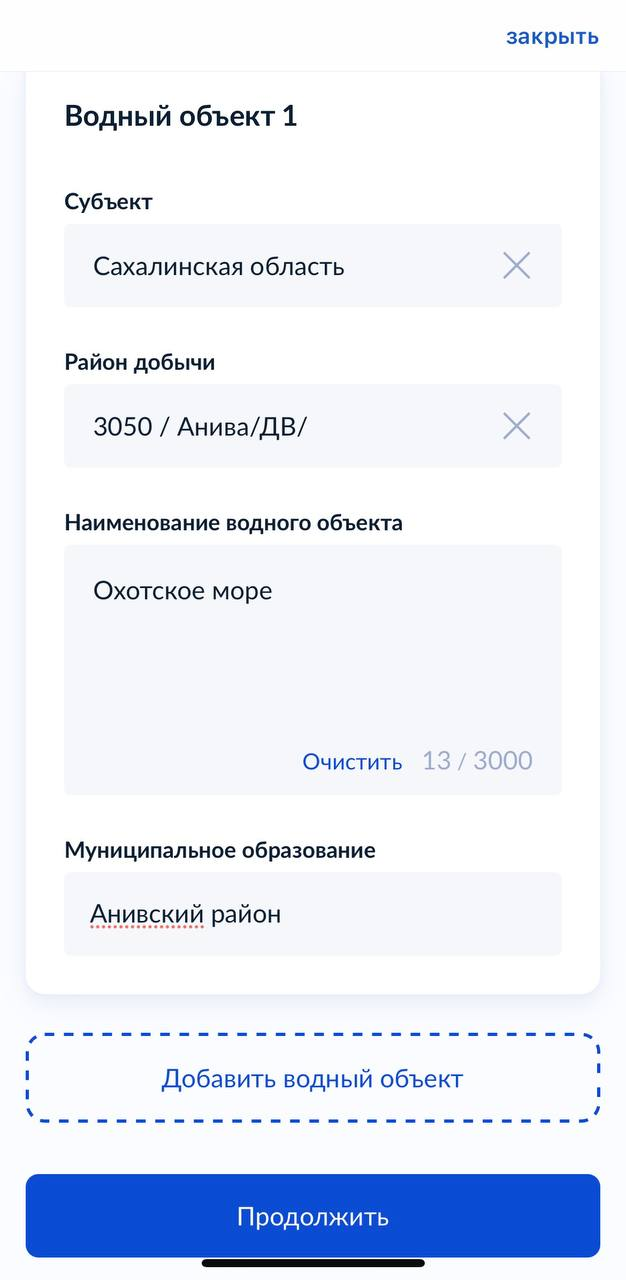 закрыть
Водный объект 1
Субъект
Сахалинская область
Район добычи
3050 / Анива/ДВ/
Наименование водного объекта
Охотское море
Очистить 13 / 3000
Муниципальное образование
Анивский район
Добавить водный объект
Продолжить